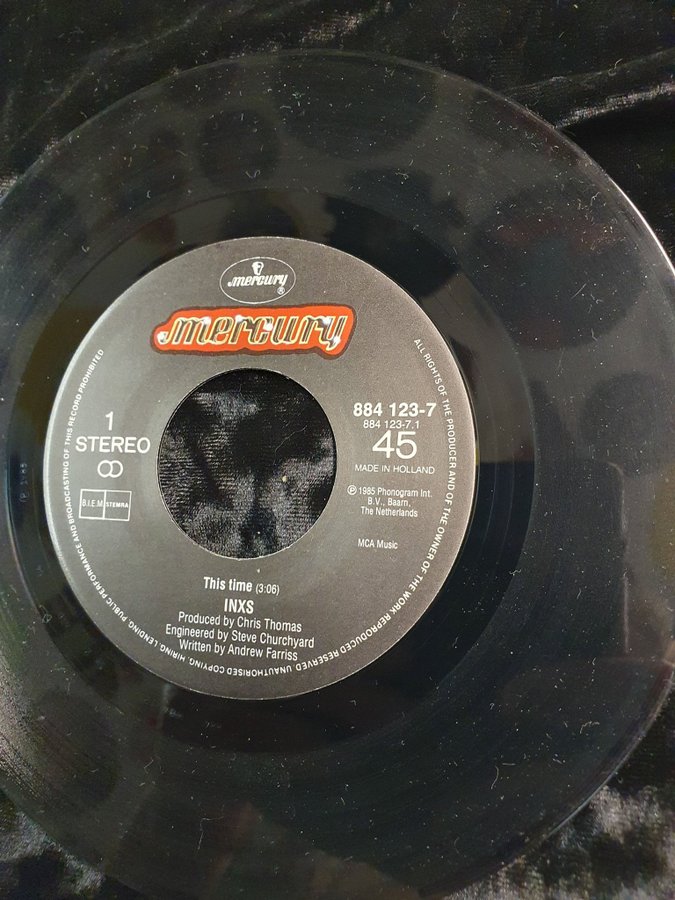 mercury®
mercury
1
STEREO
B.I.E.M STEMRA
884 123-7
884 123-7.1
45
MADE IN HOLLAND
℗ 1985 Phonogram Int.
B.V., Baarn,
The Netherlands
MCA Music
This time (3:06)
INXS
Produced by Chris Thomas
Engineered by Steve Churchyard
Written by Andrew Farriss
ALL RIGHTS OF THE PRODUCER AND OF THE OWNER OF THE WORK REPRODUCED RESERVED. UNAUTHORISED COPYING, HIRING, LENDING, PUBLIC PERFORMANCE AND BROADCASTING OF THIS RECORD PROHIBITED